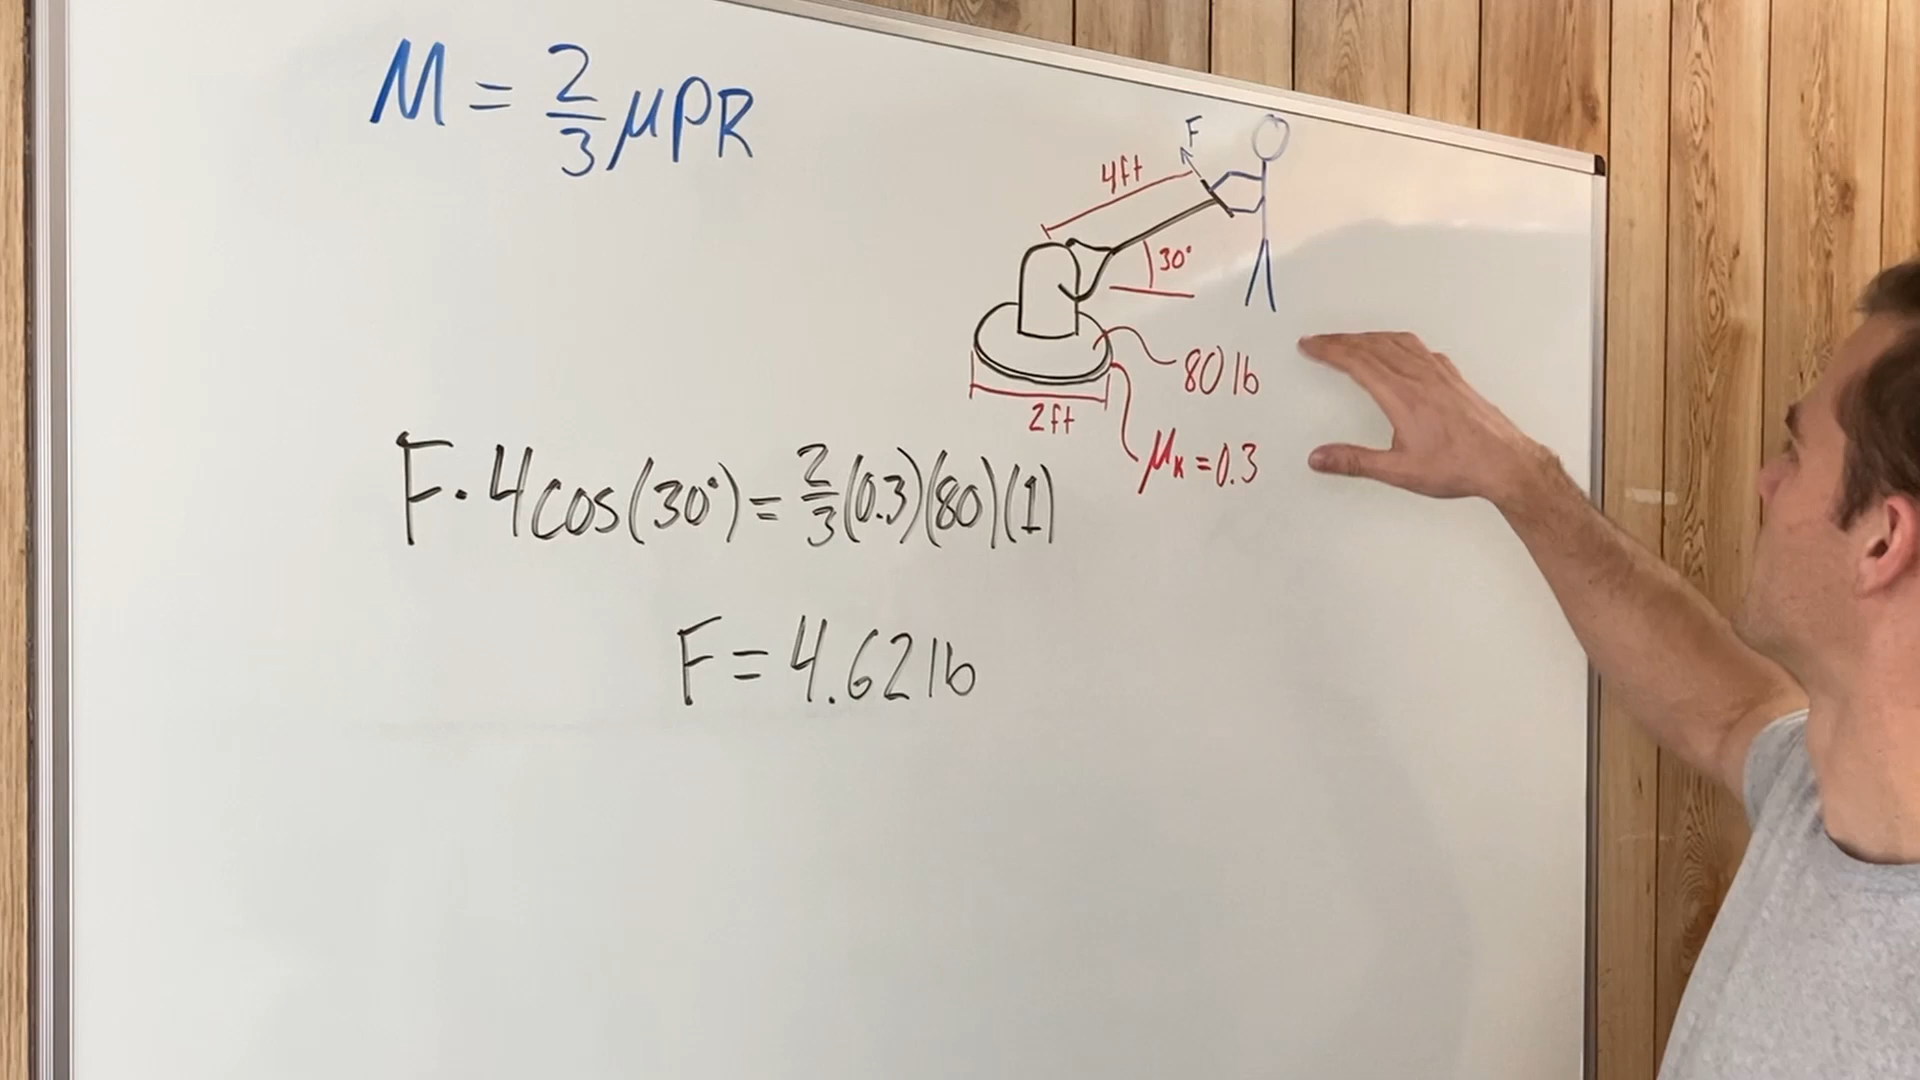 M = 2/3 μPR
F
4ft
30°
80 lb
2ft
μₖ = 0.3
F · 4cos(30°) = 2/3 (0.3)(80)(1)
F = 4.62 lb